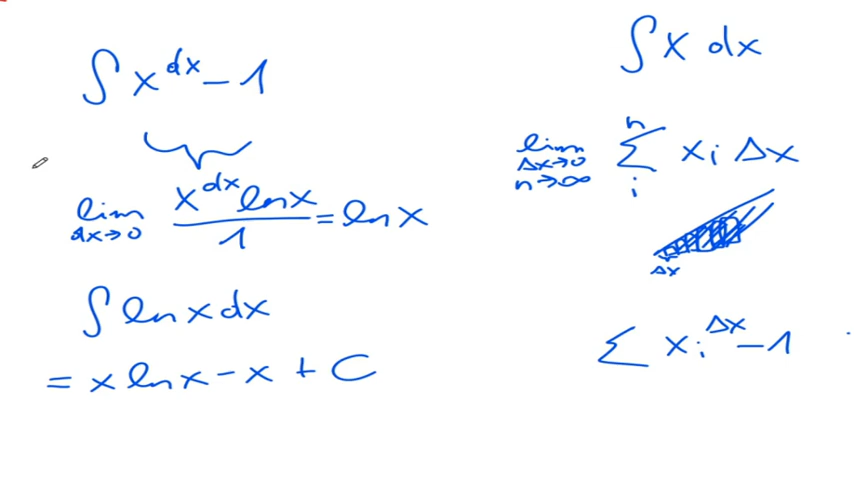 ∫ x^{dx} - 1
lim_{dx→0} (x^{dx} ln x)/1 = ln x
∫ ln x dx
= x ln x - x + C
∫ x dx
lim_{Δx→0, n→∞} Σ_{i}^{n} x_i Δx
Δx
Σ x_i^{Δx} - 1